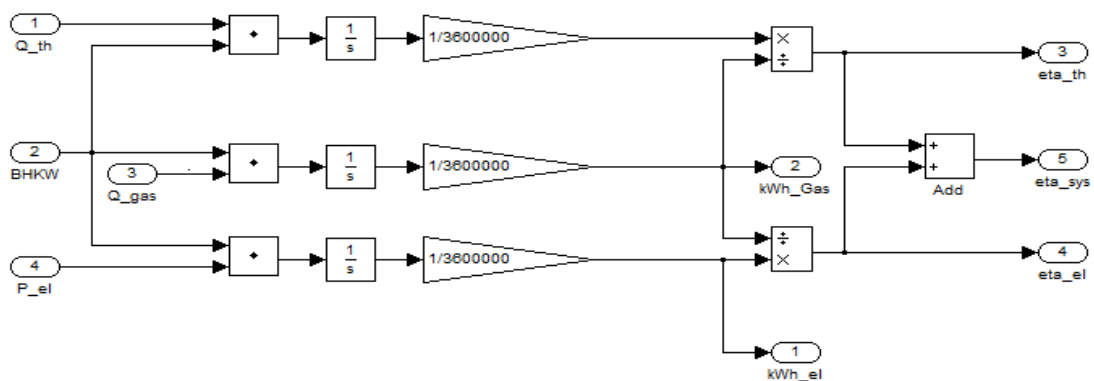 1
Q_th
1
s
1/3600000
×
÷
3
eta_th
2
BHKW
3
Q_gas
1
s
1/3600000
2
kWh_Gas
+
+
Add
5
eta_sys
4
P_el
1
s
1/3600000
÷
×
4
eta_el
1
kWh_el